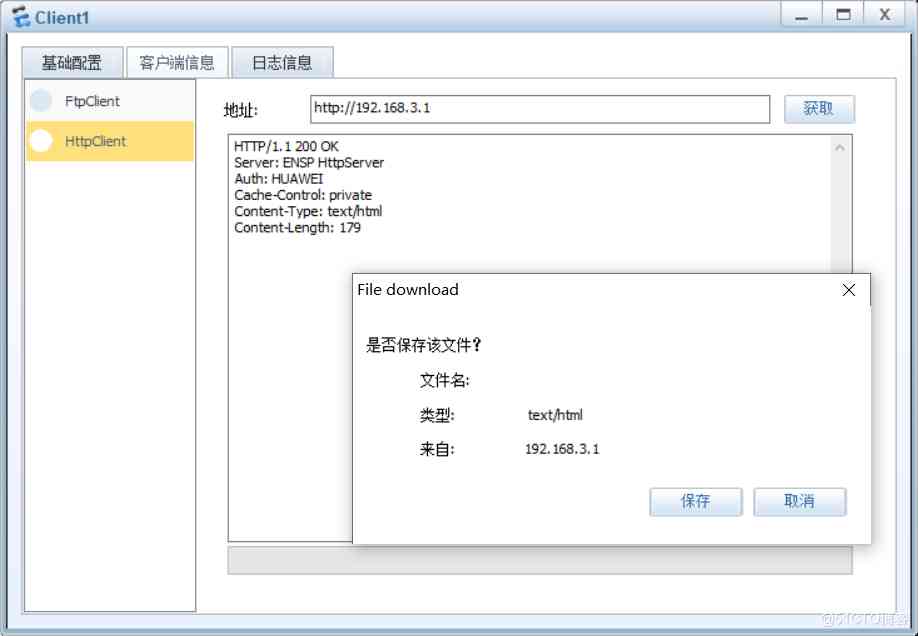 Client1
基础配置
客户端信息
日志信息
FtpClient
HttpClient
地址:
http://192.168.3.1
获取
HTTP/1.1 200 OK
Server: ENSP HttpServer
Auth: HUAWEI
Cache-Control: private
Content-Type: text/html
Content-Length: 179
File download
是否保存该文件?
文件名:
类型: text/html
来自: 192.168.3.1
保存
取消
@51CTO博客